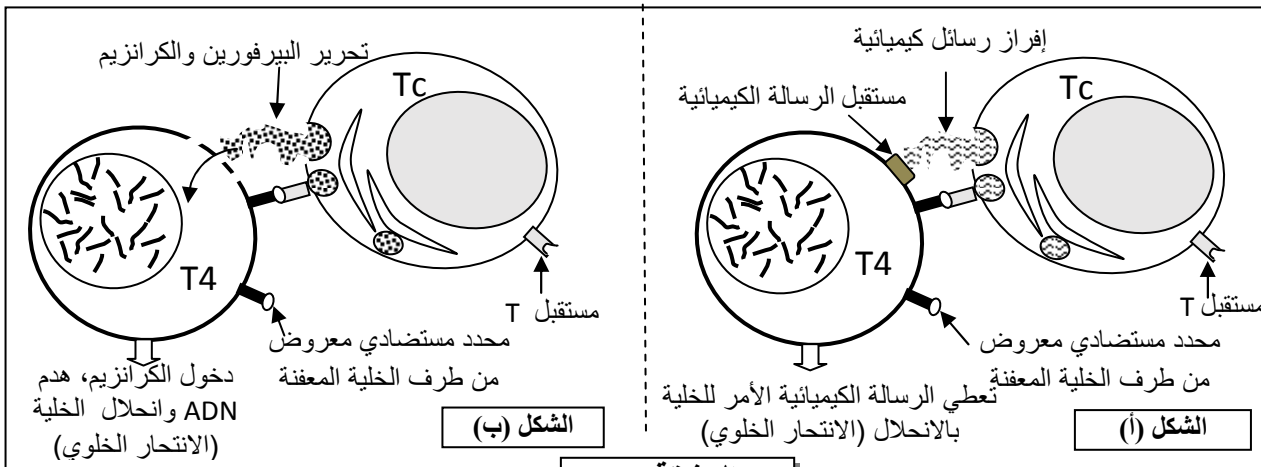 إفراز رسائل كيميائية
مستقبل الرسالة الكيميائية
Tc
T4
مستقبل T
محدد مستضادي معروض
من طرف الخلية المعفنة
تعطي الرسالة الكيميائية الأمر للخلية
بالانحلال (الانتحار الخلوي)
الشكل (أ)
تحرير البيرفورين والكرانزيم
Tc
T4
مستقبل T
محدد مستضادي معروض
من طرف الخلية المعفنة
دخول الكرانزيم، هدم
ADN وانحلال الخلية
(الانتحار الخلوي)
الشكل (ب)